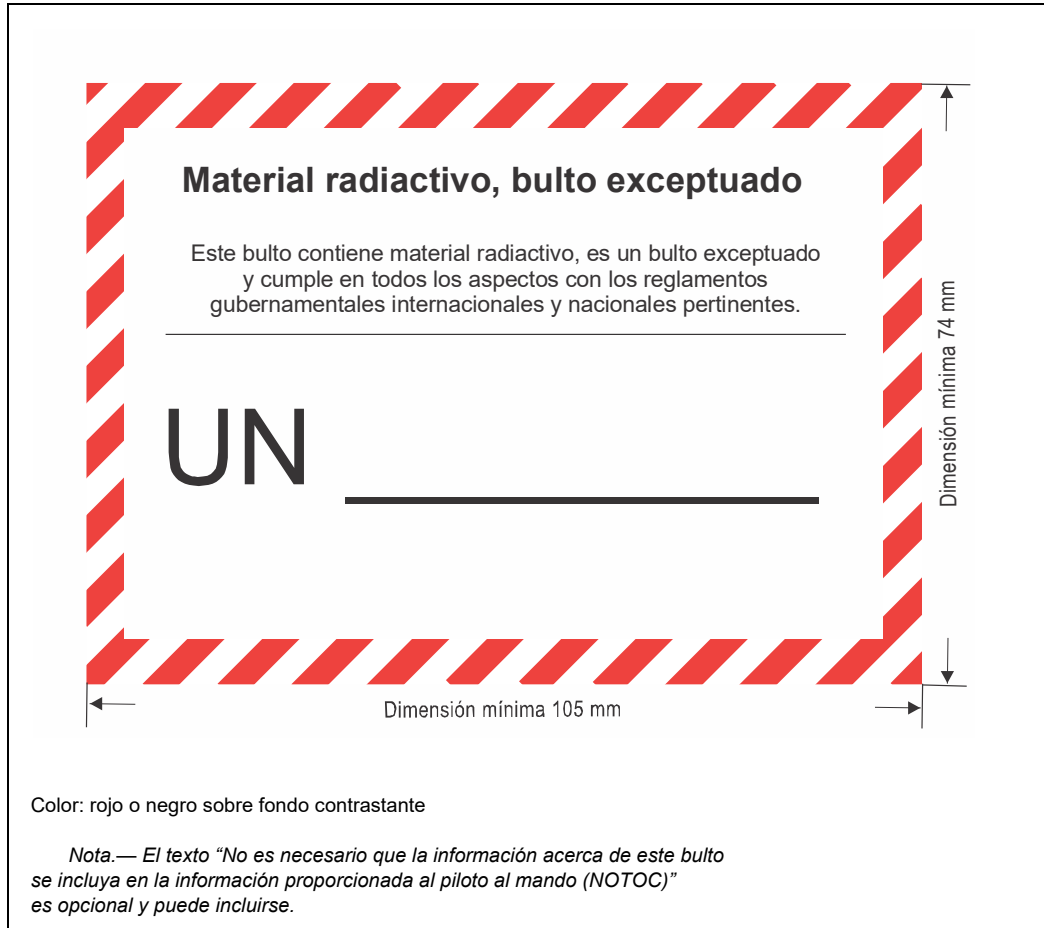 Material radiactivo, bulto exceptuado
Este bulto contiene material radiactivo, es un bulto exceptuado
y cumple en todos los aspectos con los reglamentos
gubernamentales internacionales y nacionales pertinentes.
UN
Dimensión mínima 74 mm
Dimensión mínima 105 mm
Color: rojo o negro sobre fondo contrastante
Nota.— El texto “No es necesario que la información acerca de este bulto
se incluya en la información proporcionada al piloto al mando (NOTOC)”
es opcional y puede incluirse.